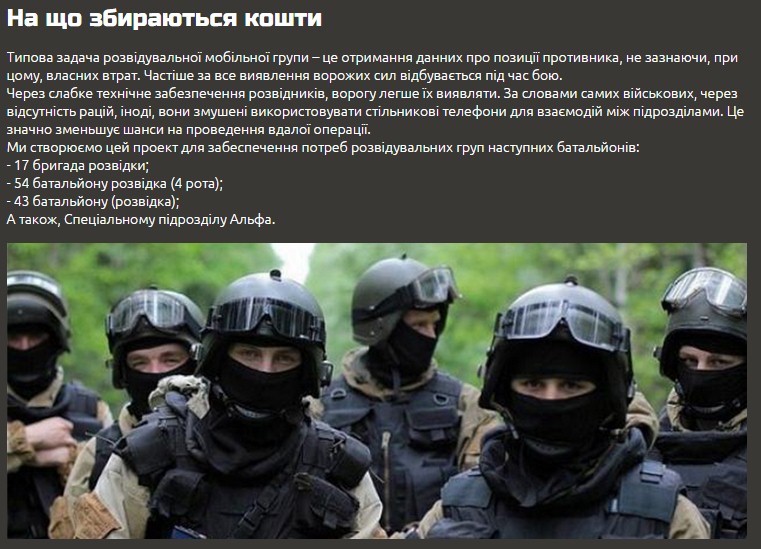 На що збираються кошти
Типова задача розвідувальної мобільної групи – це отримання данних про позиції противника, не зазнаючи, при
цьому, власних втрат. Частіше за все виявлення ворожих сил відбувається під час бою.
Через слабке технічне забезпечення розвідників, ворогу легше їх виявляти. За словами самих військових, через
відсутність рацій, іноді, вони змушені використовувати стільникові телефони для взаємодій між підрозділами. Це
значно зменьшує шанси на проведення вдалої операції.
Ми створюємо цей проект для забеспечення потреб розвідувальних груп наступних батальйонів:
- 17 бригада розвідки;
- 54 батальйону розвідка (4 рота);
- 43 батальйону (розвідка);
А також, Спеціальному підрозділу Альфа.